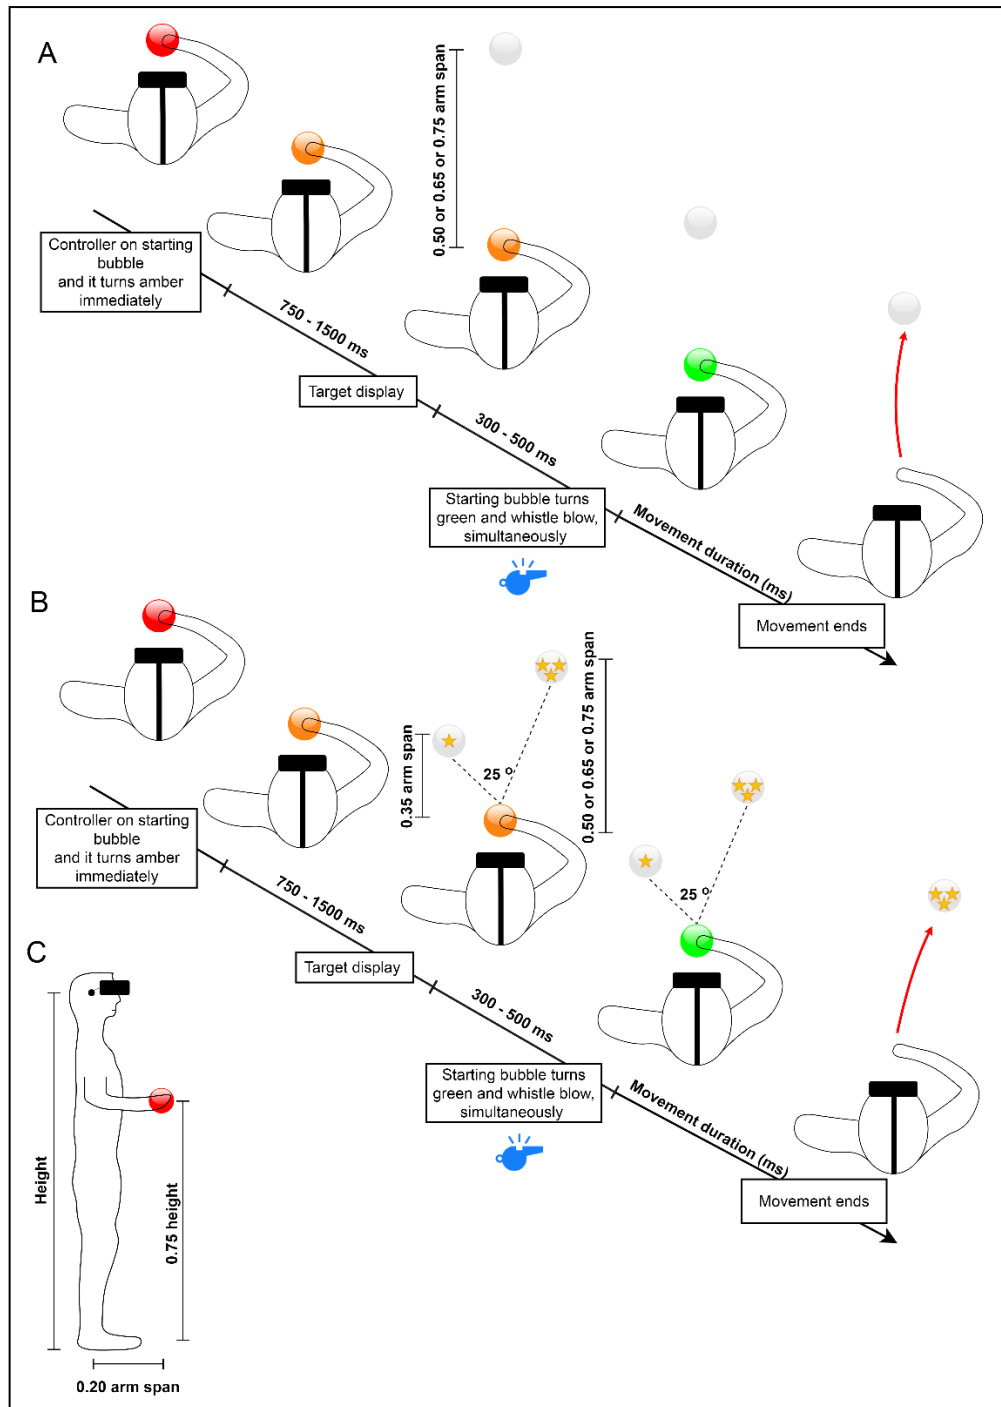 A
Controller on starting
bubble
and it turns amber
immediately
750 - 1500 ms
Target display
0.50 or 0.65 or 0.75 arm span
300 - 500 ms
Starting bubble turns
green and whistle blow,
simultaneously
Movement duration (ms)
Movement ends
B
Controller on starting
bubble
and it turns amber
immediately
750 - 1500 ms
Target display
0.35 arm span
25 o
0.50 or 0.65 or 0.75 arm span
300 - 500 ms
Starting bubble turns
green and whistle blow,
simultaneously
25 o
Movement duration (ms)
Movement ends
C
Height
0.75 height
0.20 arm span